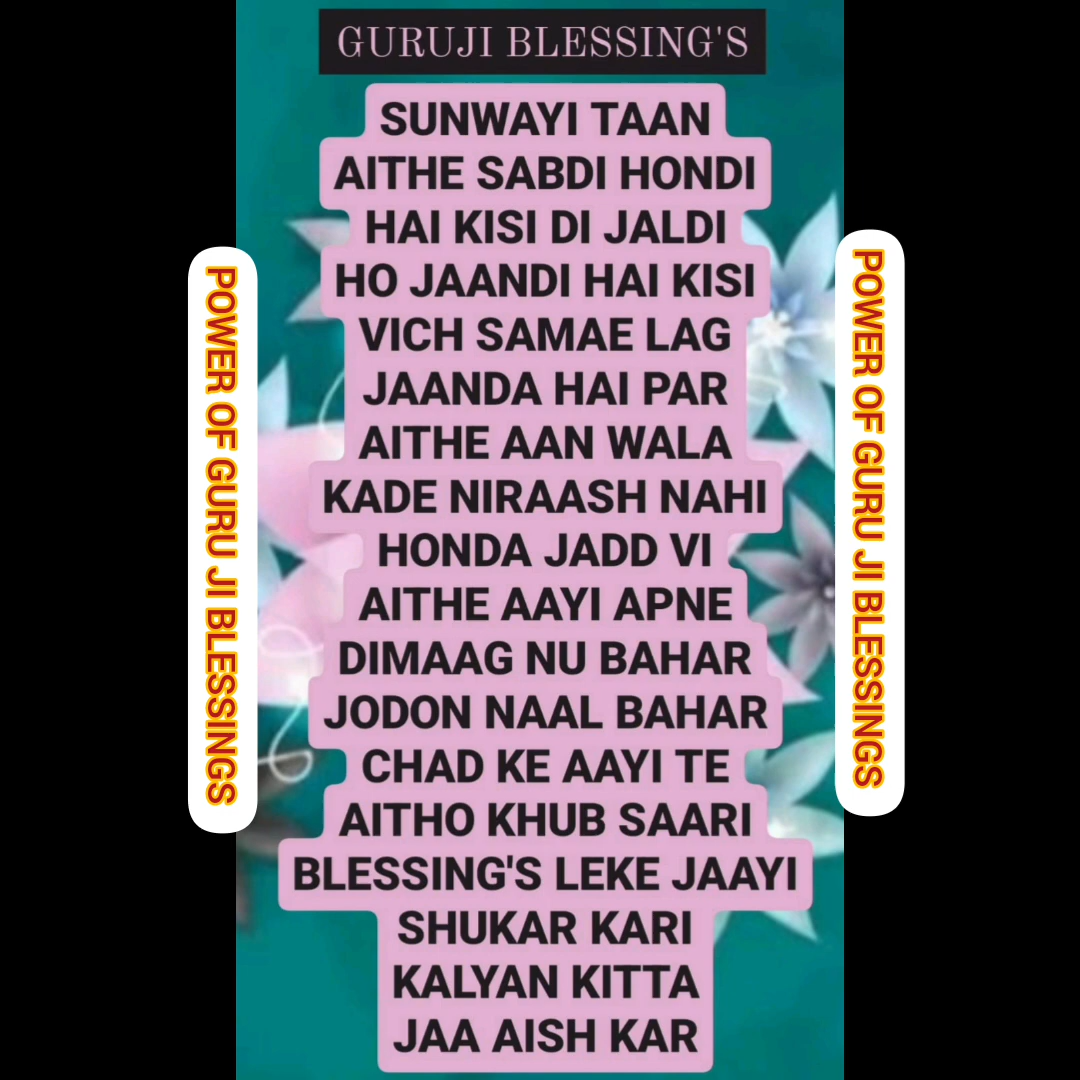 GURUJI BLESSING'S
SUNWAYI TAAN
AITHE SABDI HONDI
HAI KISI DI JALDI
HO JAANDI HAI KISI
VICH SAMAE LAG
JAANDA HAI PAR
AITHE AAN WALA
KADE NIRAASH NAHI
HONDA JADD VI
AITHE AAYI APNE
DIMAAG NU BAHAR
JODON NAAL BAHAR
CHAD KE AAYI TE
AITHO KHUB SAARI
BLESSING'S LEKE JAAYI
SHUKAR KARI
KALYAN KITTA
JAA AISH KAR
POWER OF GURU JI BLESSINGS
POWER OF GURU JI BLESSINGS